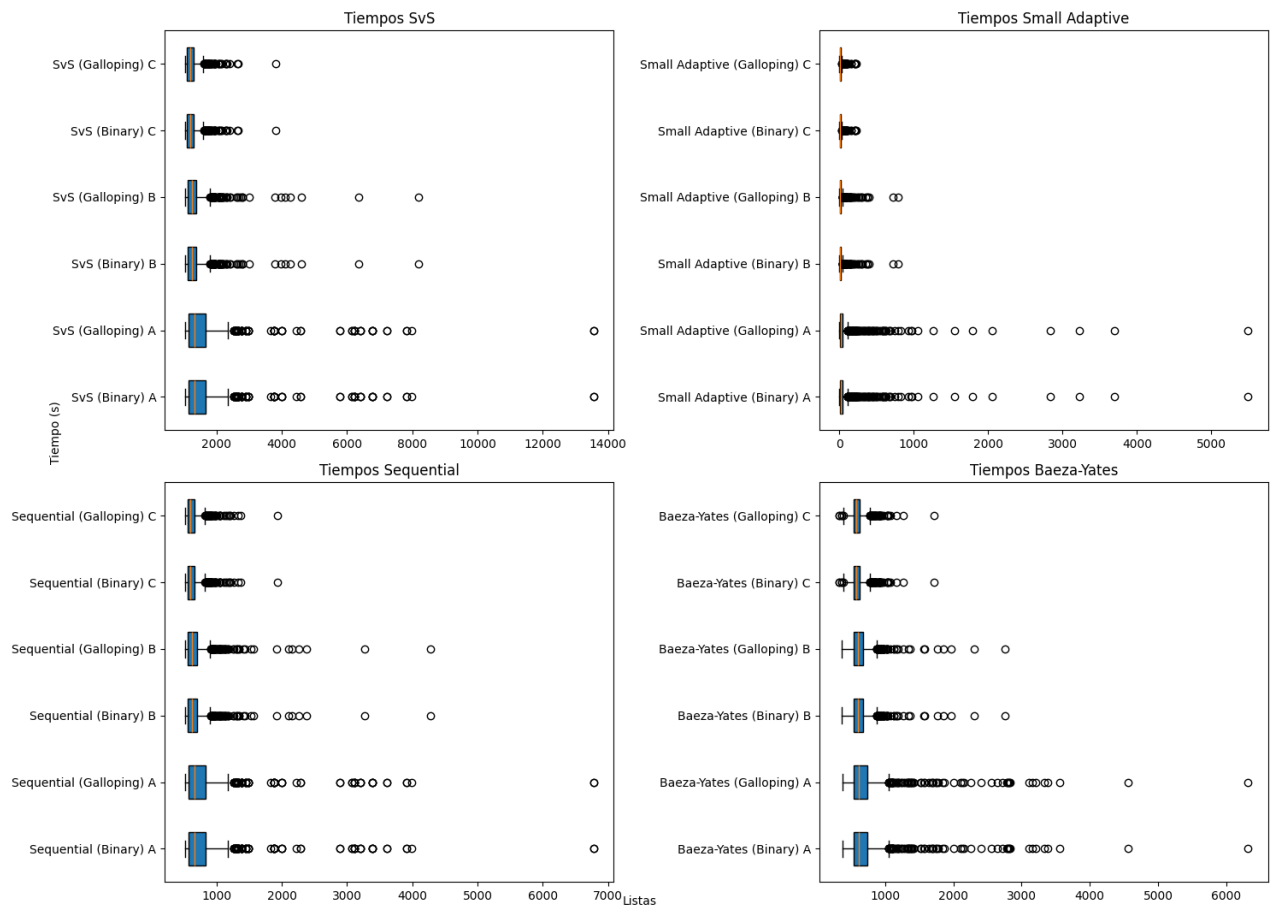 Tiempos SvS
SvS (Galloping) C
SvS (Binary) C
SvS (Galloping) B
SvS (Binary) B
SvS (Galloping) A
SvS (Binary) A
2000 4000 6000 8000 10000 12000 14000
Tiempos Small Adaptive
Small Adaptive (Galloping) C
Small Adaptive (Binary) C
Small Adaptive (Galloping) B
Small Adaptive (Binary) B
Small Adaptive (Galloping) A
Small Adaptive (Binary) A
0 1000 2000 3000 4000 5000
Tiempo (s)
Tiempos Sequential
Sequential (Galloping) C
Sequential (Binary) C
Sequential (Galloping) B
Sequential (Binary) B
Sequential (Galloping) A
Sequential (Binary) A
1000 2000 3000 4000 5000 6000 7000
Tiempos Baeza-Yates
Baeza-Yates (Galloping) C
Baeza-Yates (Binary) C
Baeza-Yates (Galloping) B
Baeza-Yates (Binary) B
Baeza-Yates (Galloping) A
Baeza-Yates (Binary) A
1000 2000 3000 4000 5000 6000
Listas